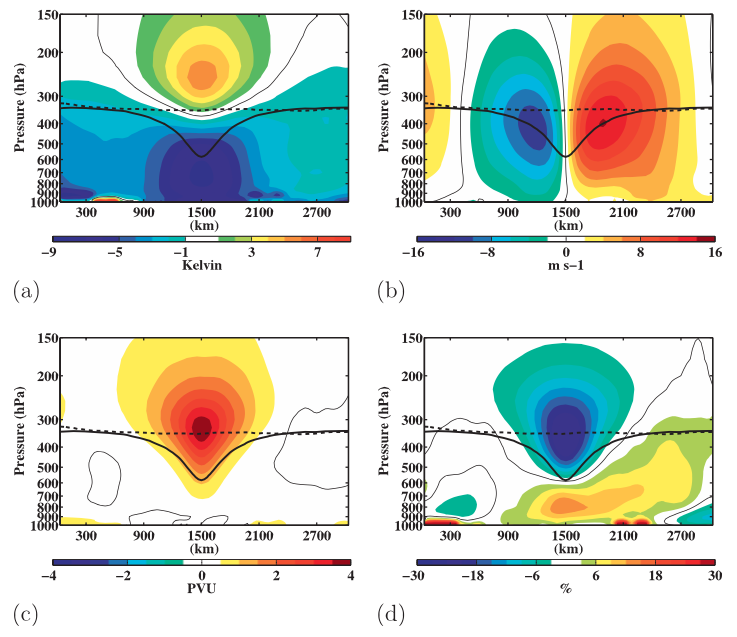 150 150
200 200
Pressure (hPa) Pressure (hPa)
300 300
400 400
500 500
600 600
700 700
800 800
900 900
1000 1000
300 900 1500 2100 2700 300 900 1500 2100 2700
(km) (km)
−9 −5 −1 3 7 −16 −8 0 8 16
Kelvin m s−1
(a) (b)
150 150
200 200
Pressure (hPa) Pressure (hPa)
300 300
400 400
500 500
600 600
700 700
800 800
900 900
1000 1000
300 900 1500 2100 2700 300 900 1500 2100 2700
(km) (km)
−4 −2 0 2 4 −30 −18 −6 6 18 30
PVU %
(c) (d)